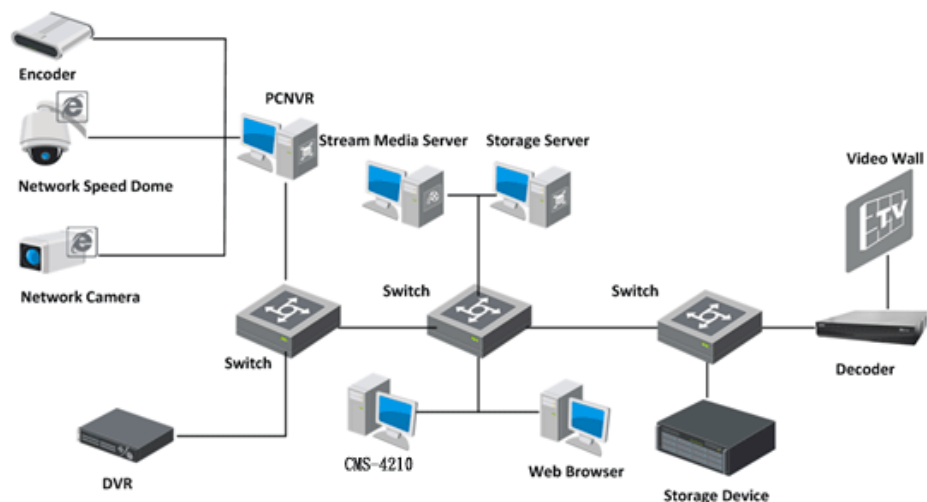 Encoder
PCNVR
Stream Media Server
Storage Server
Video Wall
TV
Network Speed Dome
Network Camera
Switch
Switch
Switch
Decoder
DVR
CMS-4210
Web Browser
Storage Device